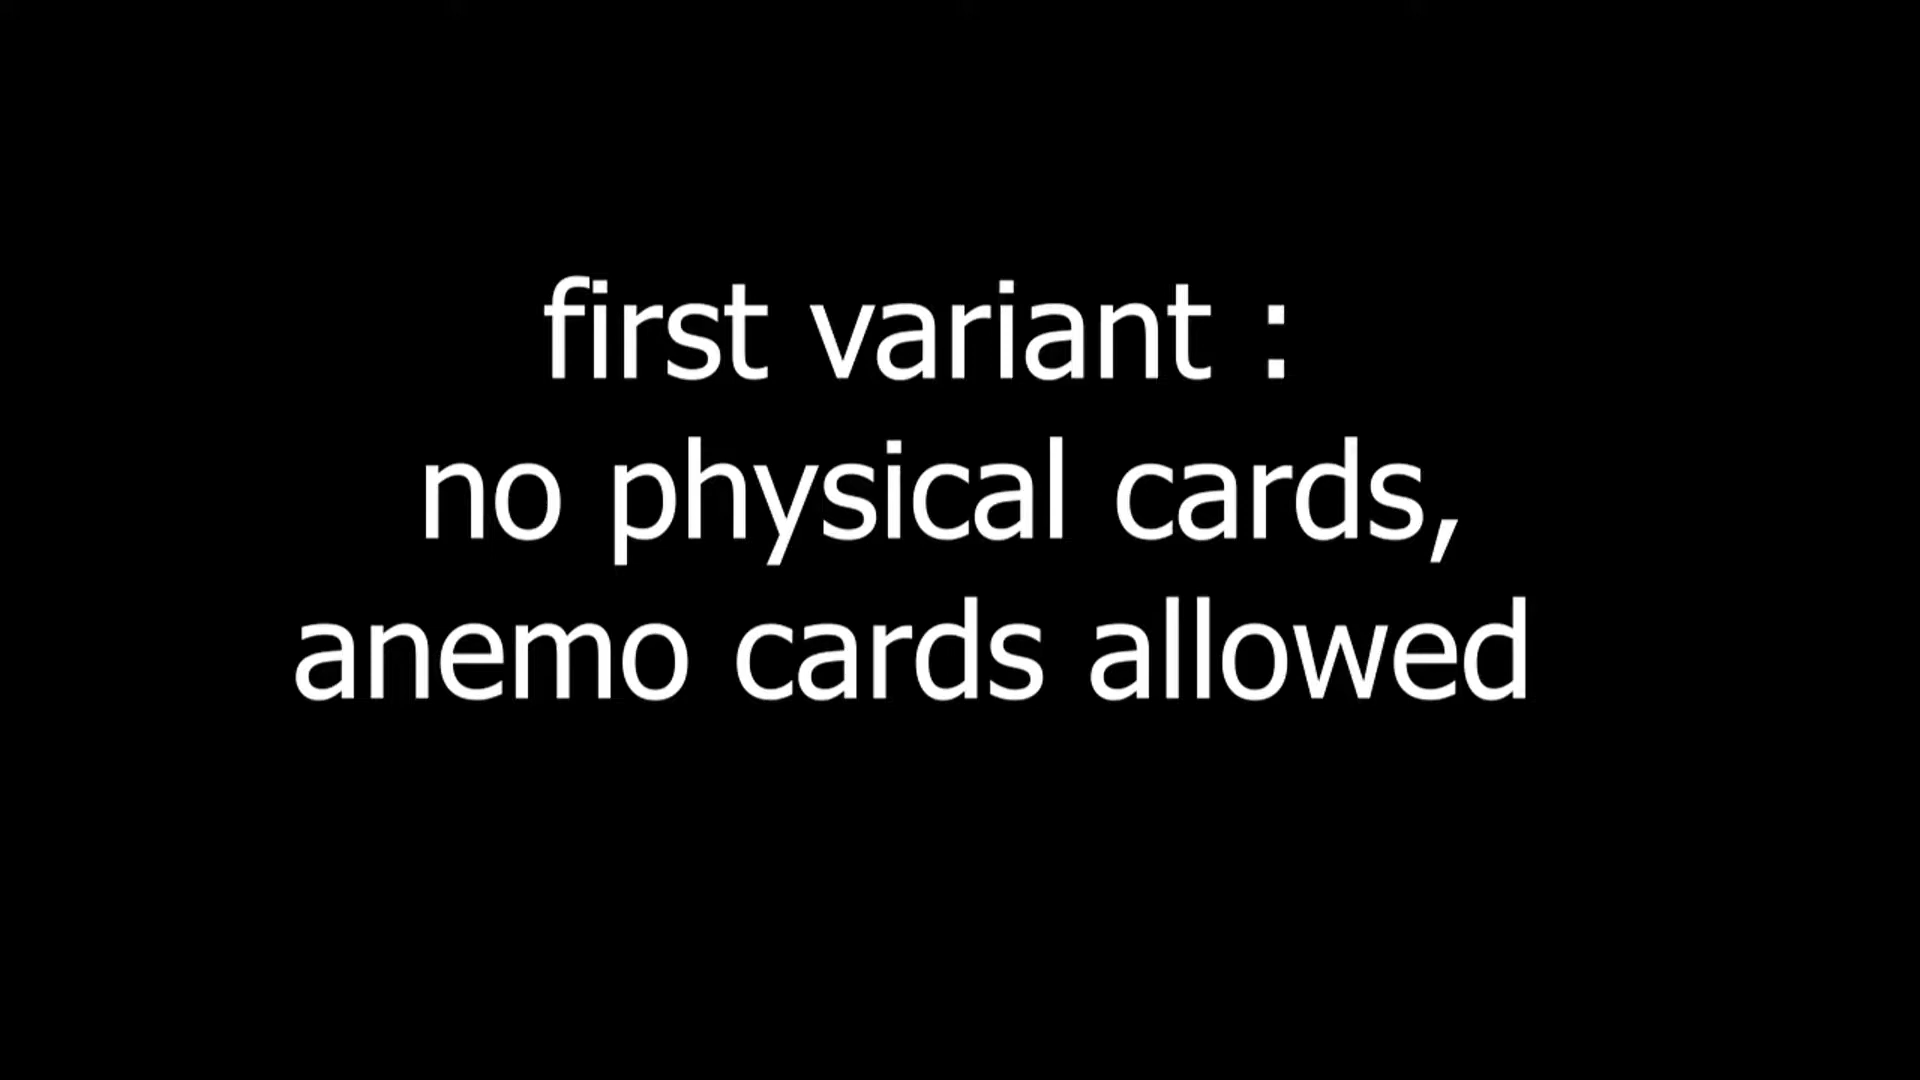 first variant :
no physical cards,
anemo cards allowed